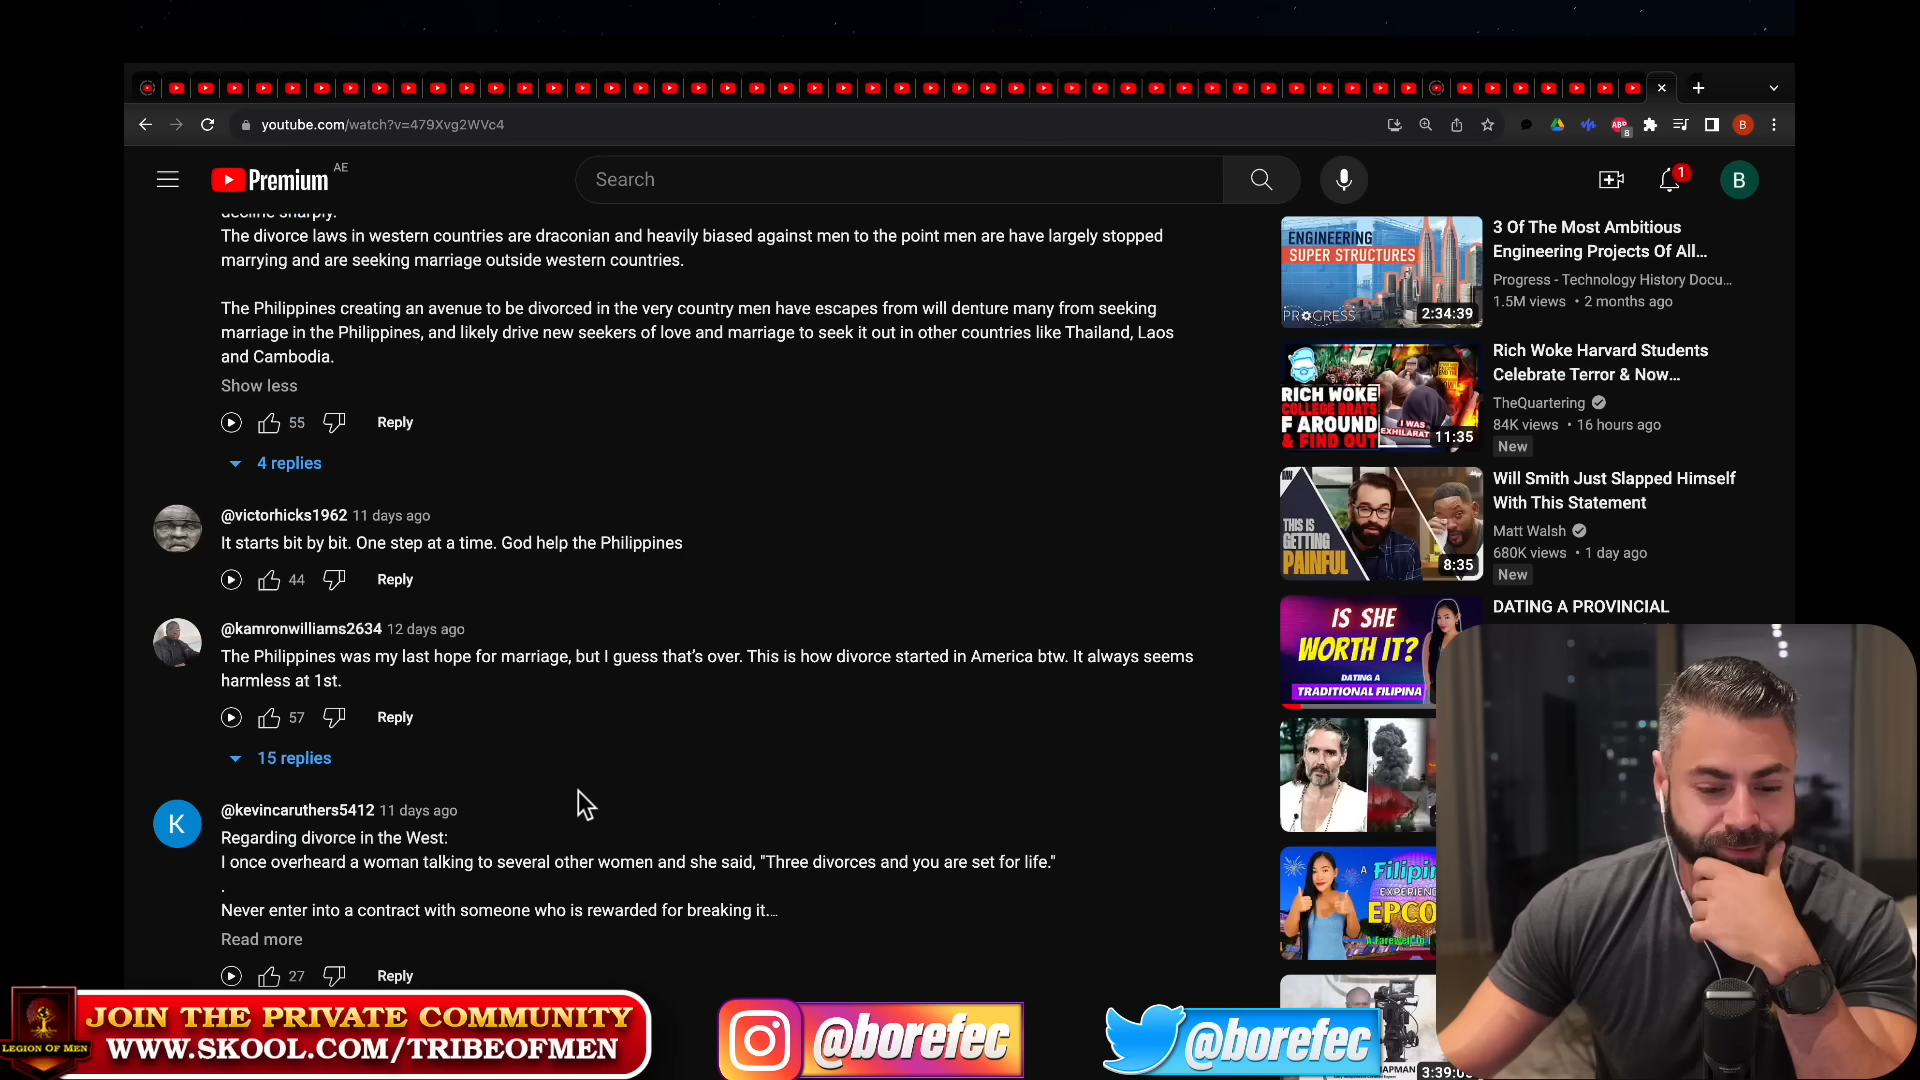 youtube.com/watch?v=479Xvg2WVc4
ABP
8
B
Premium
AE
Search
1
B
decline sharply.
The divorce laws in western countries are draconian and heavily biased against men to the point men are have largely stopped
marrying and are seeking marriage outside western countries.
The Philippines creating an avenue to be divorced in the very country men have escapes from will denture many from seeking
marriage in the Philippines, and likely drive new seekers of love and marriage to seek it out in other countries like Thailand, Laos
and Cambodia.
Show less
55
Reply
4 replies
@victorhicks1962 11 days ago
It starts bit by bit. One step at a time. God help the Philippines
44
Reply
@kamronwilliams2634 12 days ago
The Philippines was my last hope for marriage, but I guess that's over. This is how divorce started in America btw. It always seems
harmless at 1st.
57
Reply
15 replies
K
@kevincaruthers5412 11 days ago
Regarding divorce in the West:
I once overheard a woman talking to several other women and she said, "Three divorces and you are set for life."
.
Never enter into a contract with someone who is rewarded for breaking it...
Read more
27
Reply
ENGINEERING
SUPER STRUCTURES
PROGRESS
2:34:39
3 Of The Most Ambitious
Engineering Projects Of All...
Progress - Technology History Docu...
1.5M views • 2 months ago
RICH WOKE
COLLEGE BRATS
F AROUND
& FIND OUT
I WAS
EXHILARAT
11:35
Rich Woke Harvard Students
Celebrate Terror & Now...
TheQuartering
84K views • 16 hours ago
New
THIS IS
GETTING
PAINFUL
8:35
Will Smith Just Slapped Himself
With This Statement
Matt Walsh
680K views • 1 day ago
New
IS SHE
WORTH IT?
DATING A
TRADITIONAL FILIPINA
DATING A PROVINCIAL
A Filipin
EXPERIENC
EPCO
A Farewell to
APMAN
3:39:0
LEGION OF MEN
JOIN THE PRIVATE COMMUNITY
WWW.SKOOL.COM/TRIBEOFMEN
@borefec
@borefec